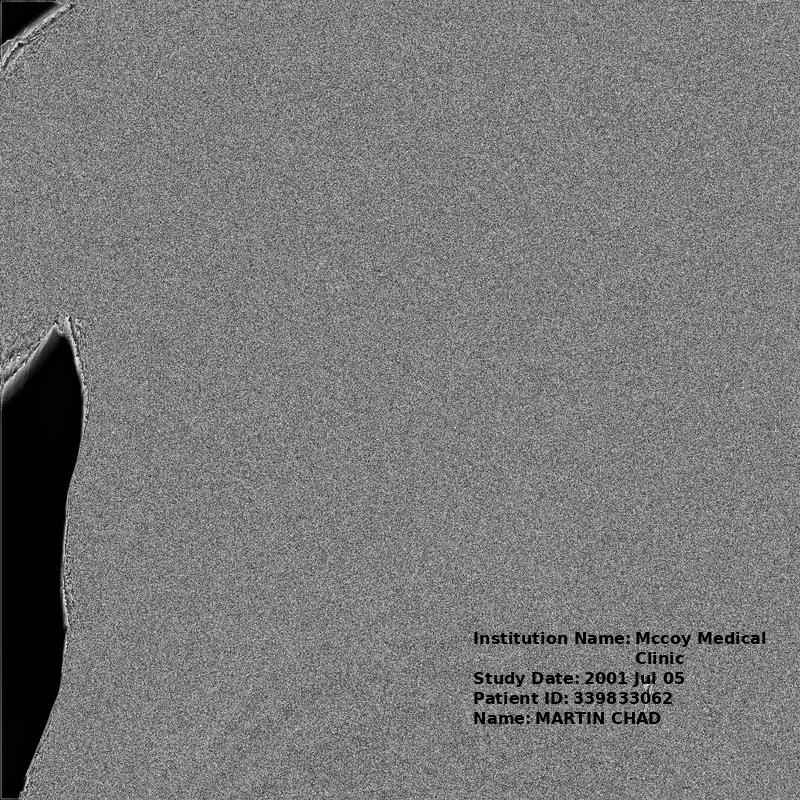 Institution Name: Mccoy Medical
Clinic
Study Date: 2001 Jul 05
Patient ID: 339833062
Name: MARTIN CHAD